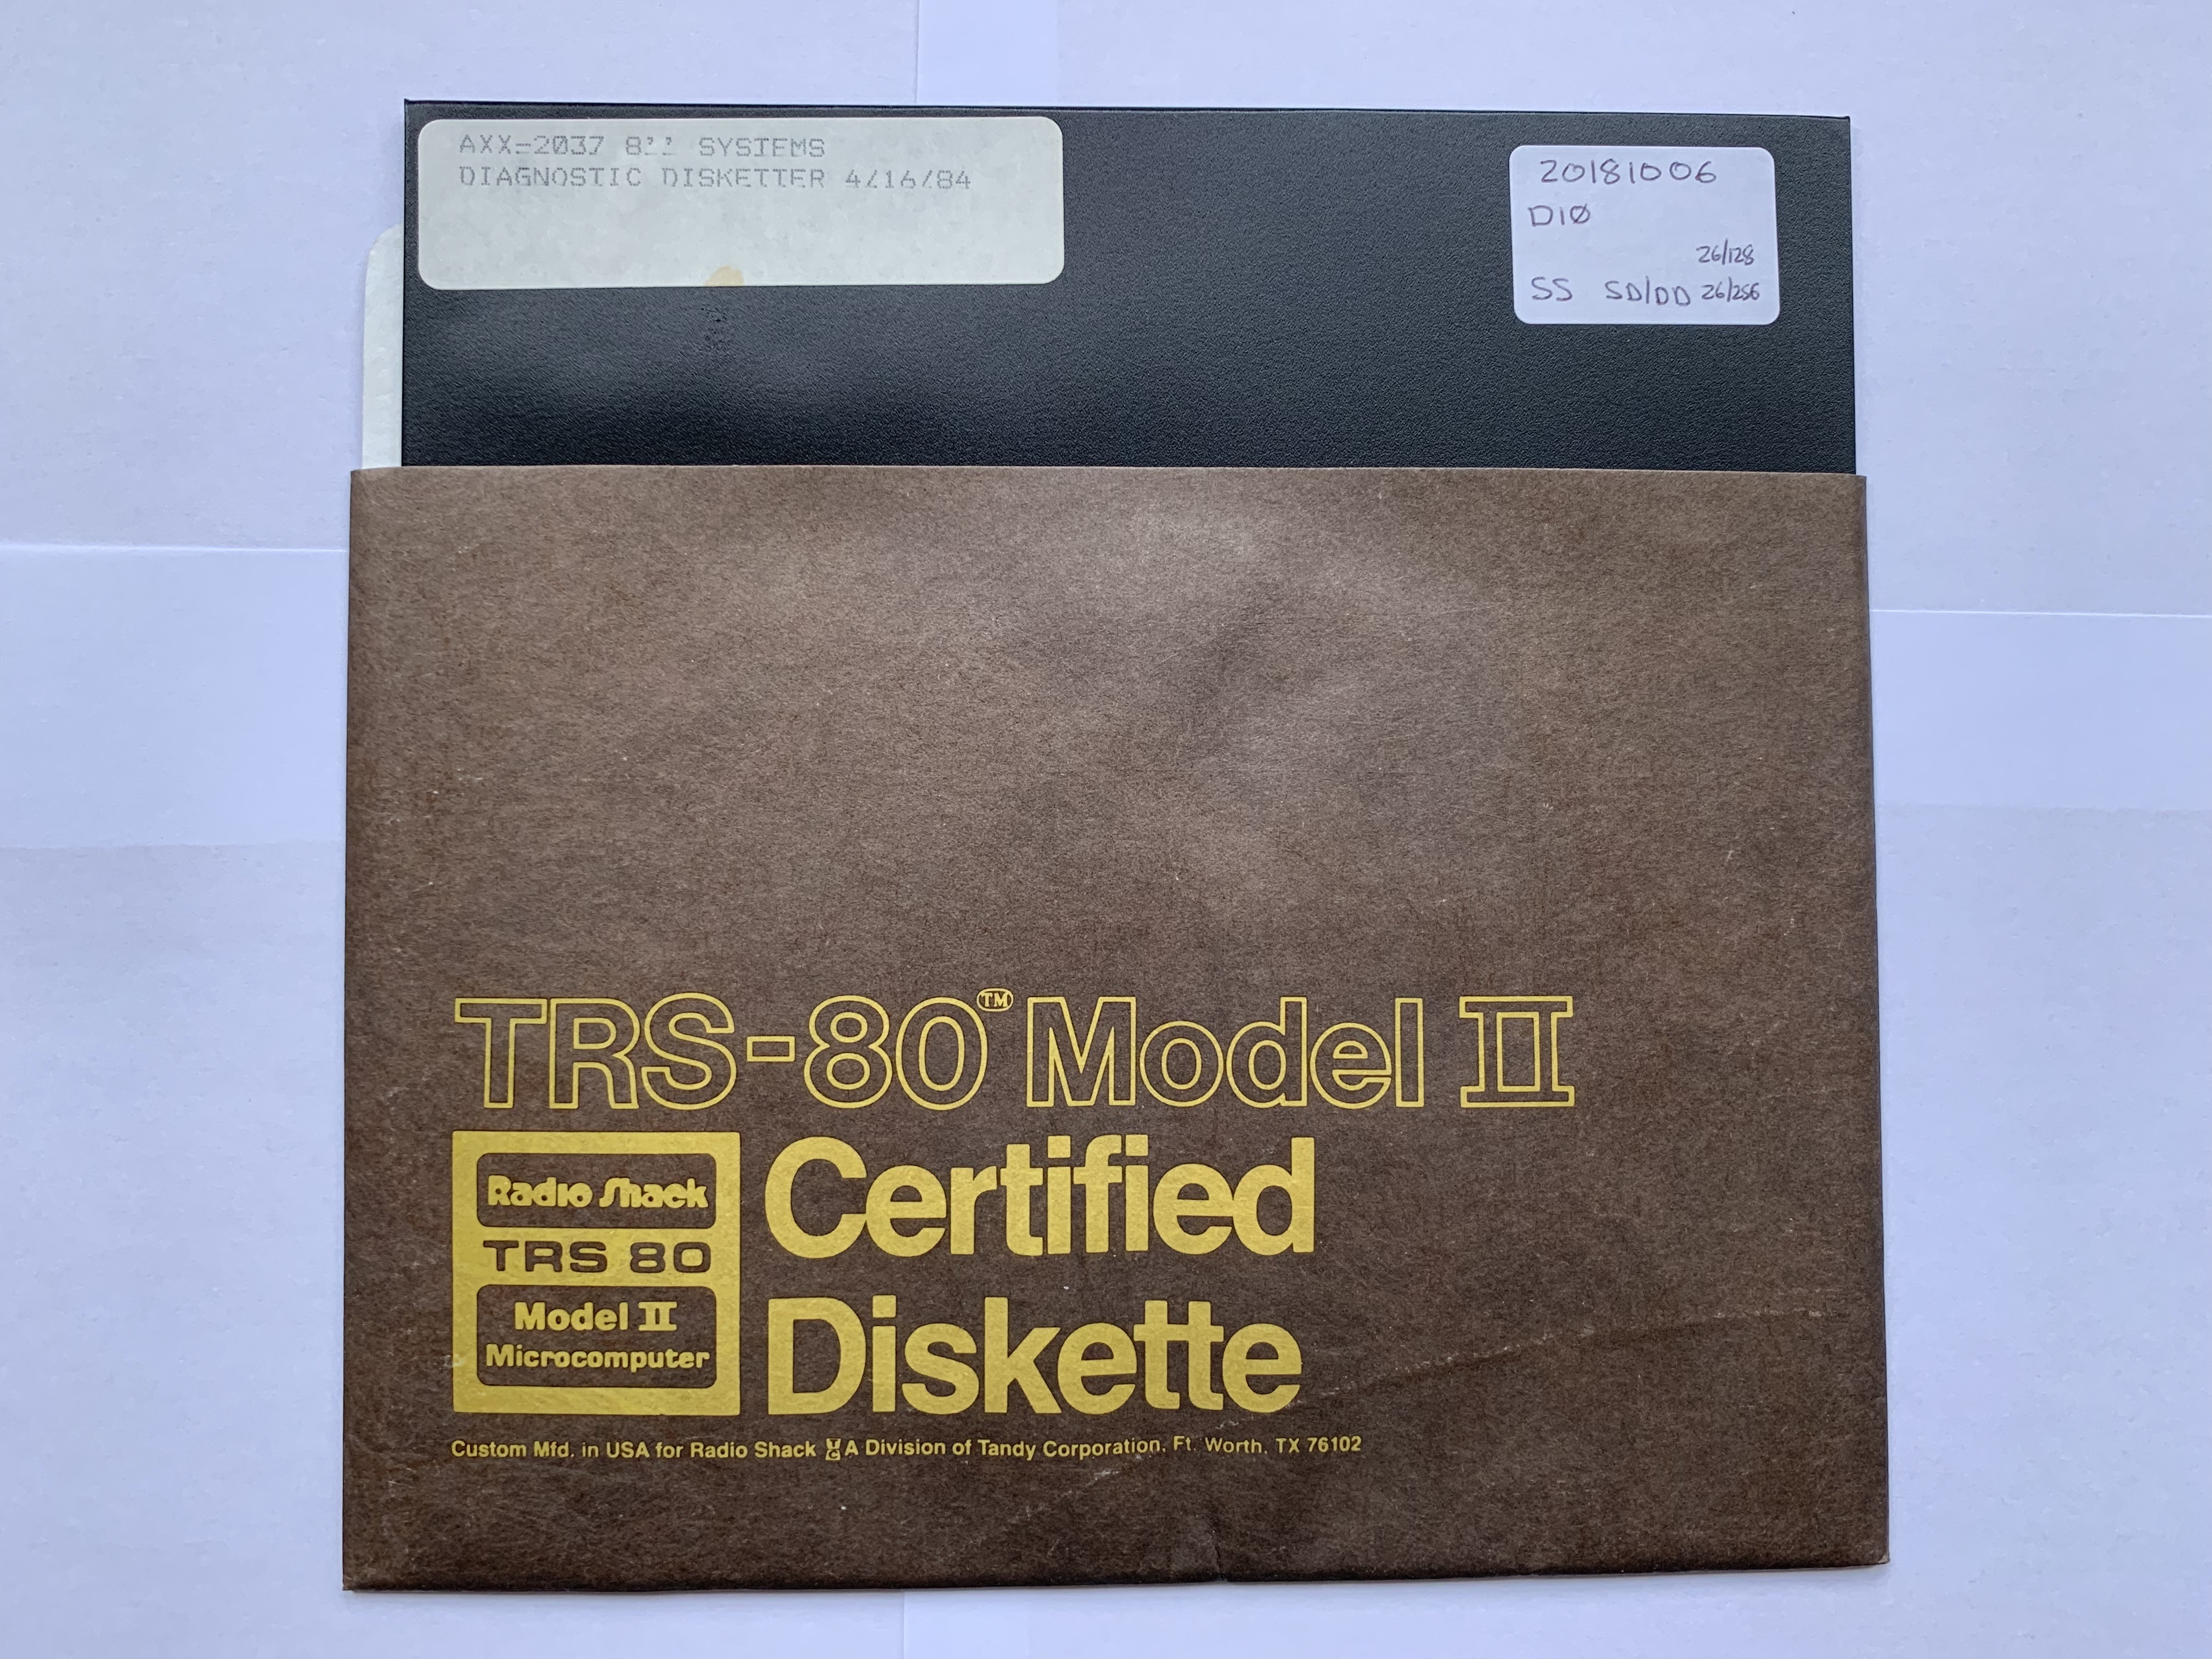 AXX-2037 8'' SYSTEMS
DIAGNOSTIC DISKETTER 4/16/84
20181006
D10
26/128
SS SD/DD 26/256
TRS-80™ Model II
Radio Shack
TRS 80
Model II
Microcomputer
Certified
Diskette
Custom Mfd. in USA for Radio Shack TC A Division of Tandy Corporation, Ft. Worth, TX 76102